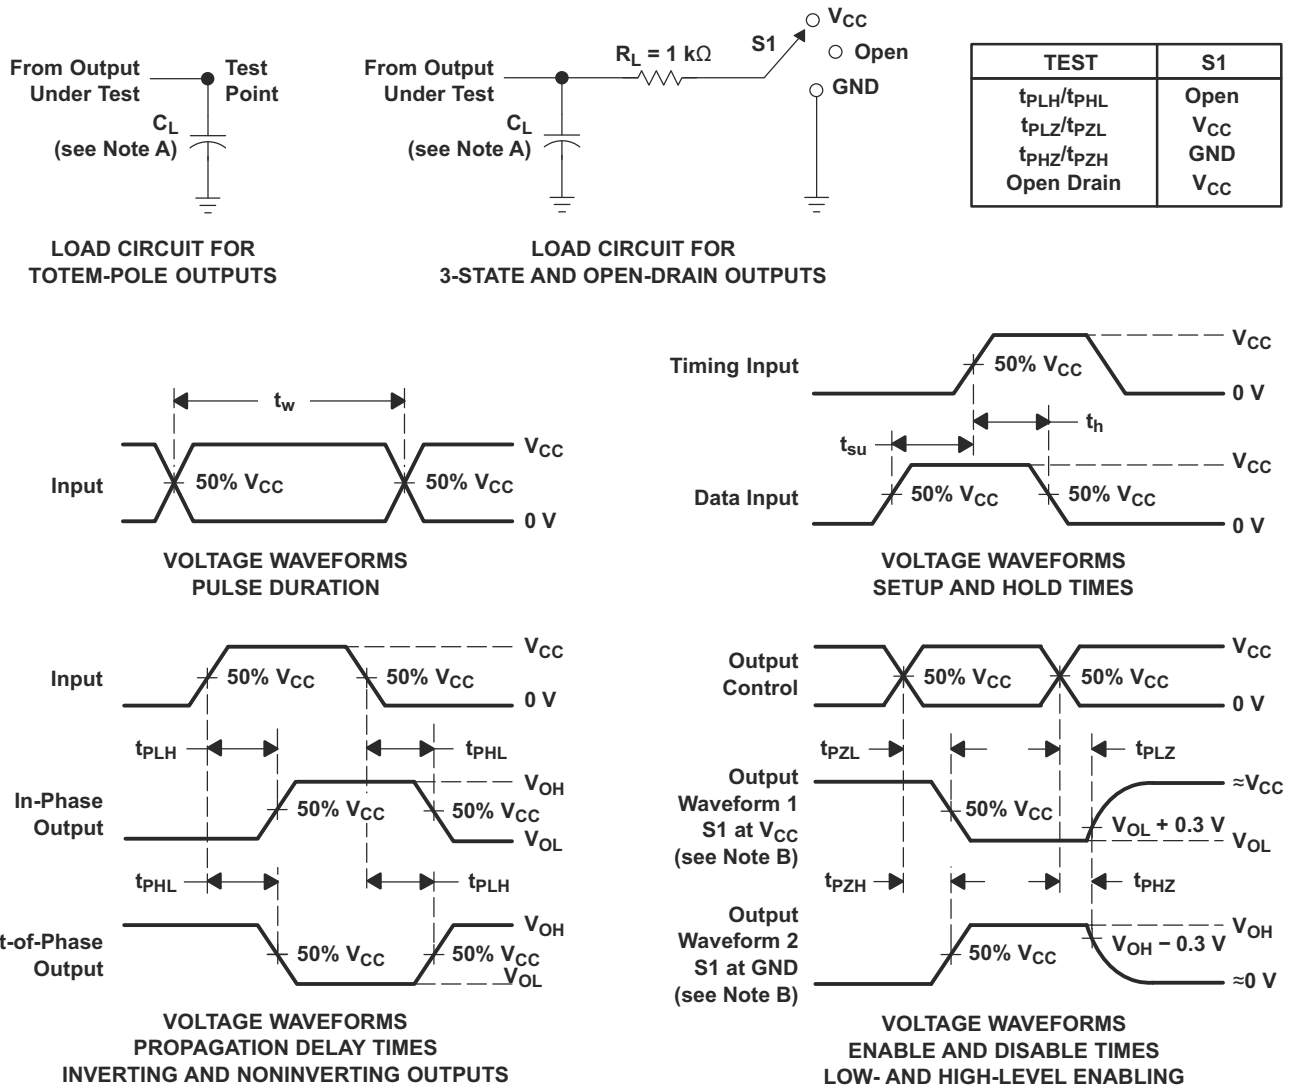 From Output
Under Test
Test
Point
CL
(see Note A)
LOAD CIRCUIT FOR
TOTEM-POLE OUTPUTS
From Output
Under Test
CL
(see Note A)
RL = 1 kΩ
S1
VCC
Open
GND
LOAD CIRCUIT FOR
3-STATE AND OPEN-DRAIN OUTPUTS
TEST S1
tPLH/tPHL Open
tPLZ/tPZL VCC
tPHZ/tPZH GND
Open Drain VCC
tw
Input
50% VCC
50% VCC
VCC
0 V
VOLTAGE WAVEFORMS
PULSE DURATION
Timing Input
50% VCC
VCC
0 V
tsu
th
Data Input
50% VCC
50% VCC
VCC
0 V
VOLTAGE WAVEFORMS
SETUP AND HOLD TIMES
Input
50% VCC
50% VCC
VCC
0 V
tPLH
tPHL
In-Phase
Output
50% VCC
50% VCC
VOH
VOL
tPHL
tPLH
t-of-Phase
Output
50% VCC
50% VCC
VOH
VOL
VOLTAGE WAVEFORMS
PROPAGATION DELAY TIMES
INVERTING AND NONINVERTING OUTPUTS
Output
Control
50% VCC
50% VCC
VCC
0 V
tPZL
tPLZ
Output
Waveform 1
S1 at VCC
(see Note B)
50% VCC
VOL + 0.3 V
≈VCC
VOL
tPZH
tPHZ
Output
Waveform 2
S1 at GND
(see Note B)
50% VCC
VOH − 0.3 V
VOH
≈0 V
VOLTAGE WAVEFORMS
ENABLE AND DISABLE TIMES
LOW- AND HIGH-LEVEL ENABLING